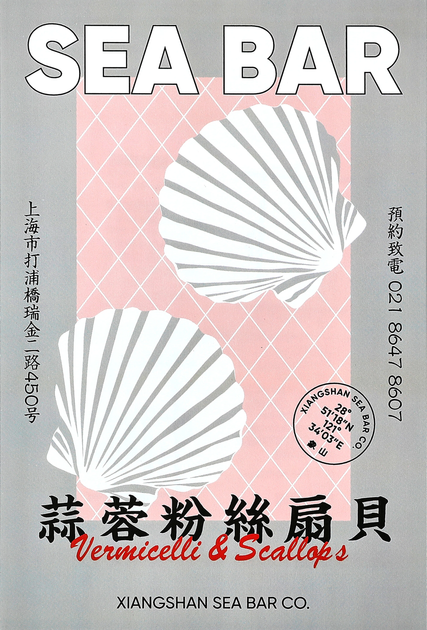 SEA BAR
上海市打浦橋瑞金二路450号
預約致電 021 8647 8607
XIANGSHAN SEA BAR CO.
28°
51'18"N
121°
34'03"E
象山
蒜蓉粉絲扇貝
Vermicelli & Scallops
XIANGSHAN SEA BAR CO.